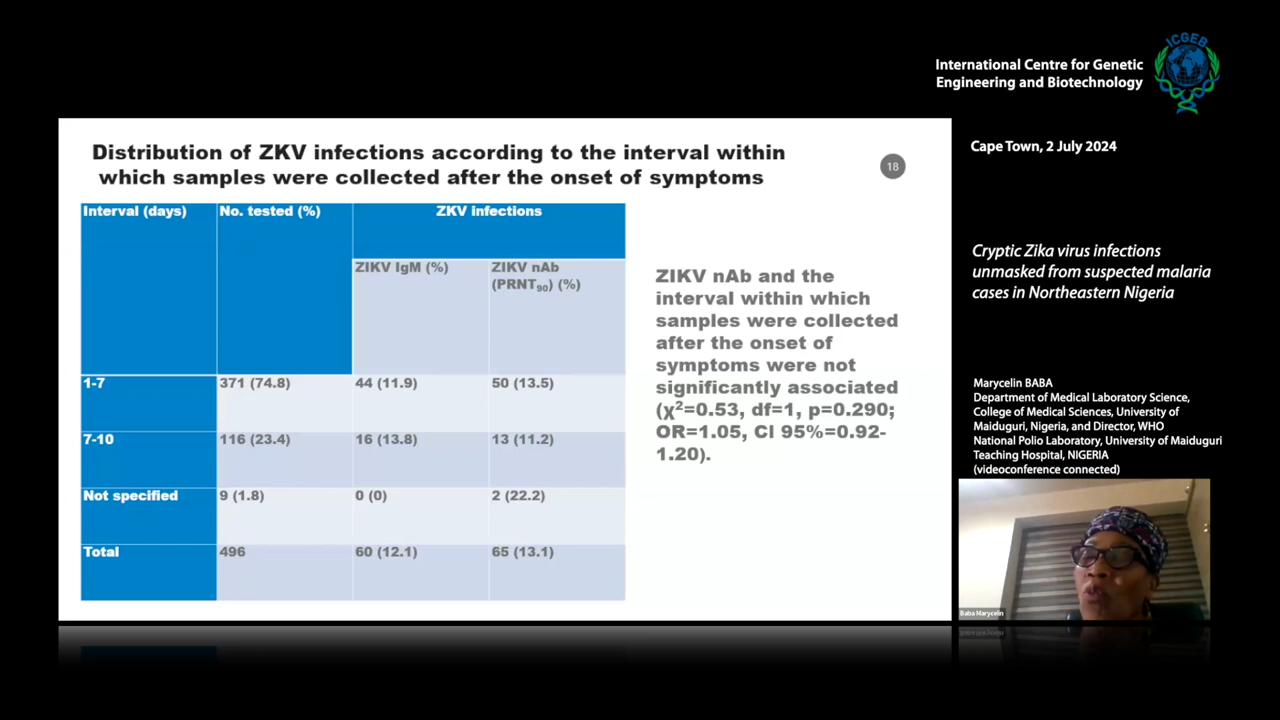 ICGEB
International Centre for Genetic
Engineering and Biotechnology
Cape Town, 2 July 2024
Cryptic Zika virus infections
unmasked from suspected malaria
cases in Northeastern Nigeria
Marycelin BABA
Department of Medical Laboratory Science,
College of Medical Sciences, University of
Maiduguri, Nigeria, and Director, WHO
National Polio Laboratory, University of Maiduguri
Teaching Hospital, NIGERIA
(videoconference connected)
Baba Marycelin
Distribution of ZKV infections according to the interval within
which samples were collected after the onset of symptoms
18
Interval (days) No. tested (%) ZKV infections
ZIKV IgM (%) ZIKV nAb
(PRNT₉₀) (%)
1-7 371 (74.8) 44 (11.9) 50 (13.5)
7-10 116 (23.4) 16 (13.8) 13 (11.2)
Not specified 9 (1.8) 0 (0) 2 (22.2)
Total 496 60 (12.1) 65 (13.1)
ZIKV nAb and the
interval within which
samples were collected
after the onset of
symptoms were not
significantly associated
(χ²=0.53, df=1, p=0.290;
OR=1.05, CI 95%=0.92-
1.20).